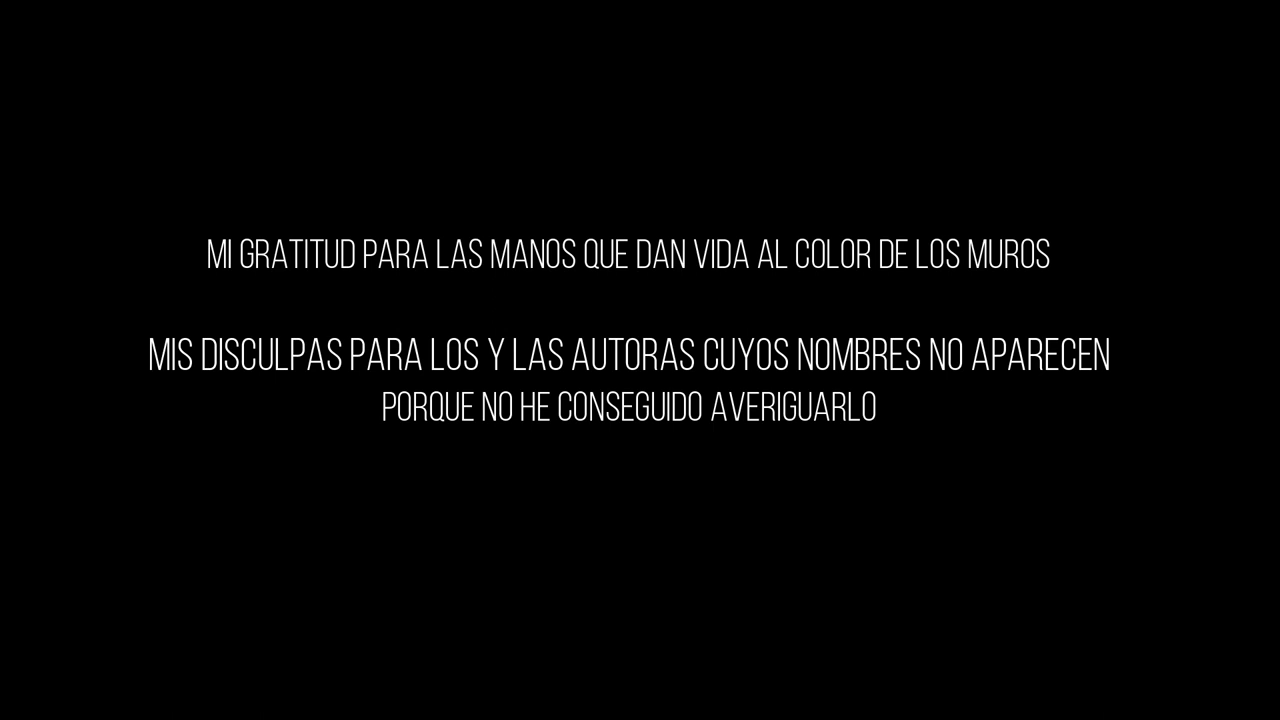 MI GRATITUD PARA LAS MANOS QUE DAN VIDA AL COLOR DE LOS MUROS
MIS DISCULPAS PARA LOS Y LAS AUTORAS CUYOS NOMBRES NO APARECEN
PORQUE NO HE CONSEGUIDO AVERIGUARLO